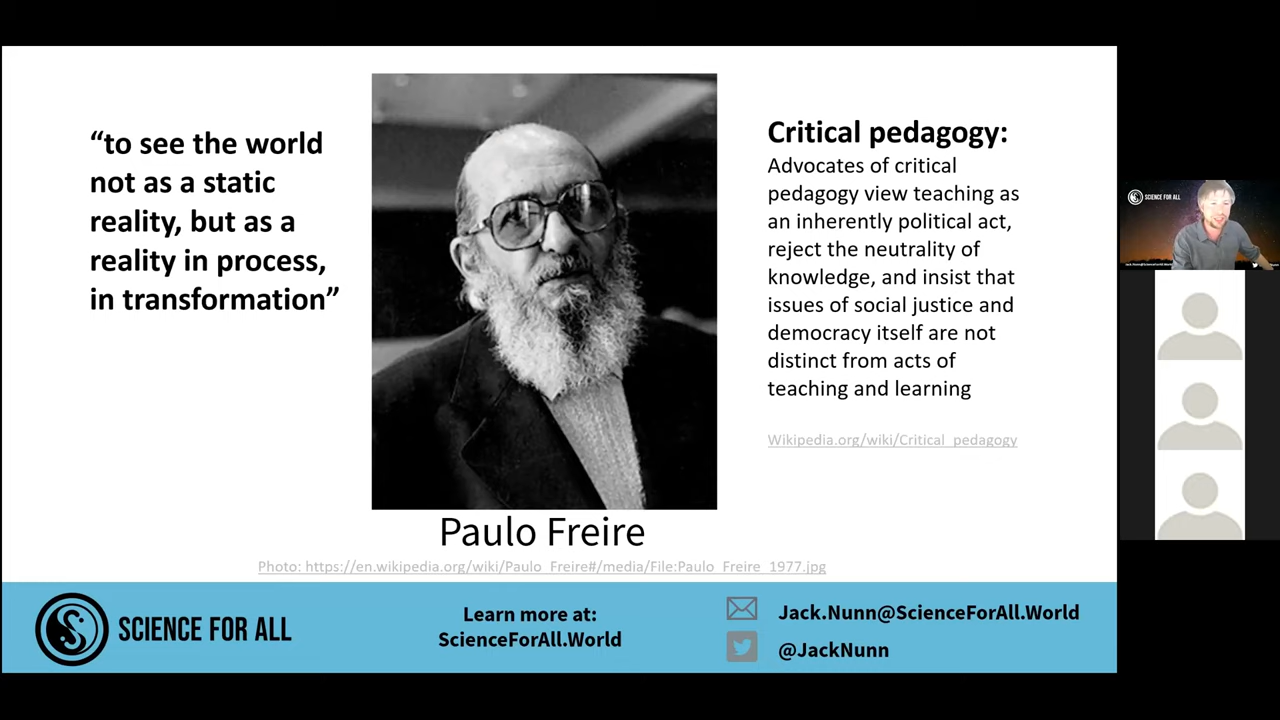 “to see the world
not as a static
reality, but as a
reality in process,
in transformation”
Critical pedagogy:
Advocates of critical
pedagogy view teaching as
an inherently political act,
reject the neutrality of
knowledge, and insist that
issues of social justice and
democracy itself are not
distinct from acts of
teaching and learning
Wikipedia.org/wiki/Critical_pedagogy
Paulo Freire
Photo: https://en.wikipedia.org/wiki/Paulo_Freire#/media/File:Paulo_Freire_1977.jpg
SCIENCE FOR ALL
Learn more at:
ScienceForAll.World
Jack.Nunn@ScienceForAll.World
@JackNunn
SCIENCE FOR ALL